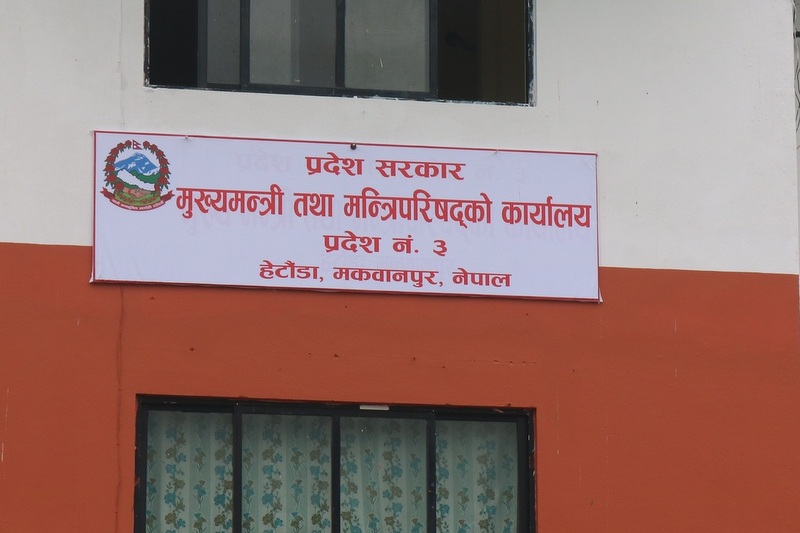 प्रदेश सरकार
मुख्यमन्त्री तथा मन्त्रिपरिषद्को कार्यालय
प्रदेश नं. ३
हेटौंडा, मकवानपुर, नेपाल